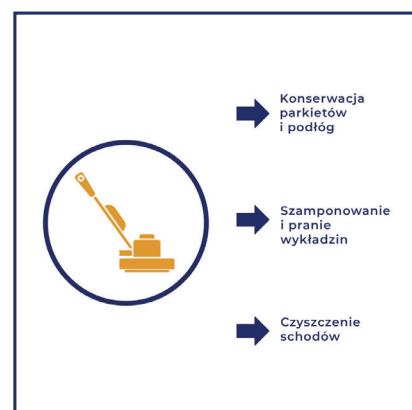 Konserwacja
parkietów
i podłóg
Szamponowanie
i pranie
wykładzin
Czyszczenie
schodów